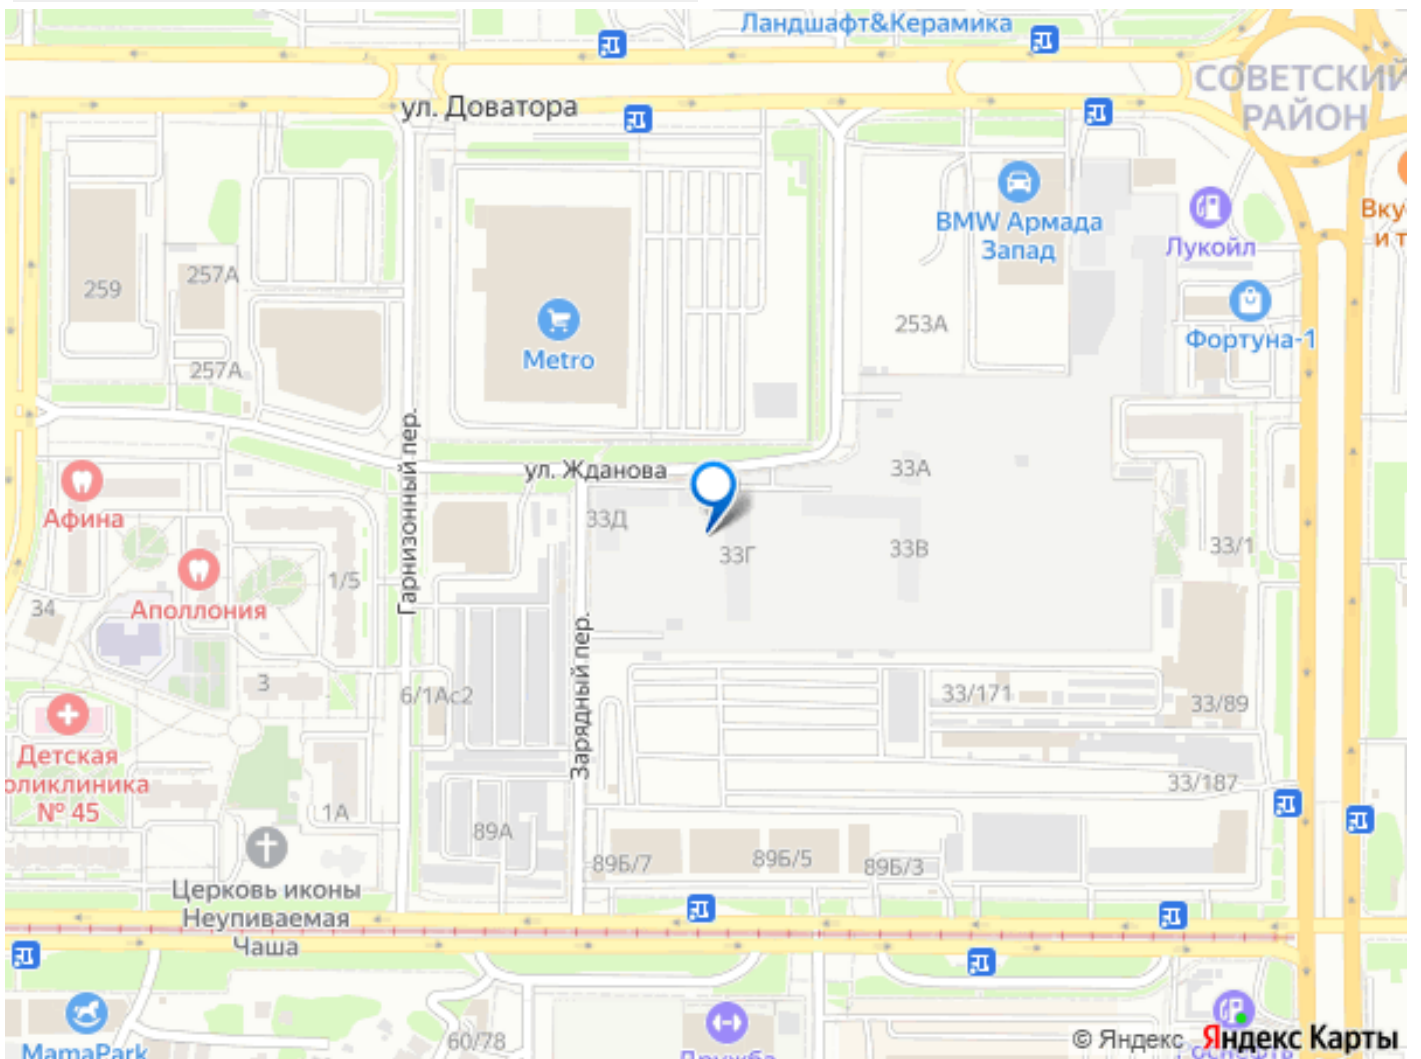 Ландшафт&Керамика
СОВЕТСКИЙ
РАЙОН
ул. Доватора
BMW Армада
Запад
Лукойл
Вку
и т
259
257А
Metro
253А
Фортуна-1
257А
Гарнизонный пер.
ул. Жданова
33А
Афина
33Д
33Г
33В
33/1
1/5
Аполлония
34
Зарядный пер.
3
6/1Ас2
33/171
33/89
Детская
оликлиника
№ 45
33/187
1А
89А
89Б/7
89Б/5
89Б/3
Церковь иконы
Неупиваемая
Чаша
MamaPark
60/78
Дружба
Роснефть
© Яндекс Яндекс Карты